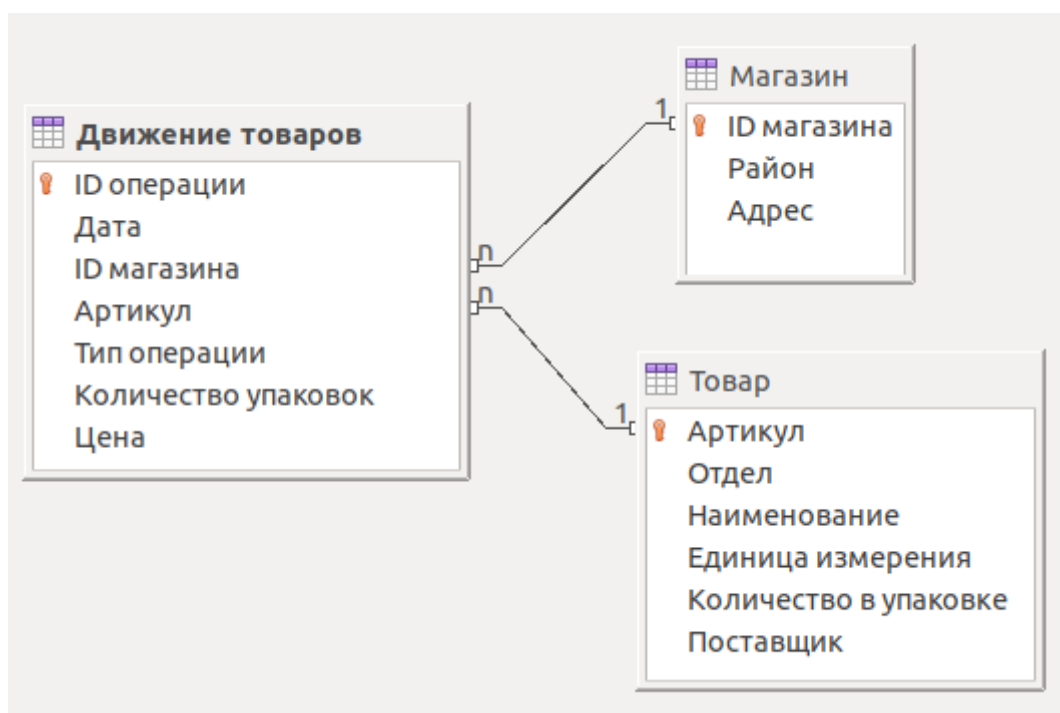 Движение товаров
ID операции
Дата
ID магазина
Артикул
Тип операции
Количество упаковок
Цена
n
n
1
1
Магазин
ID магазина
Район
Адрес
Товар
Артикул
Отдел
Наименование
Единица измерения
Количество в упаковке
Поставщик